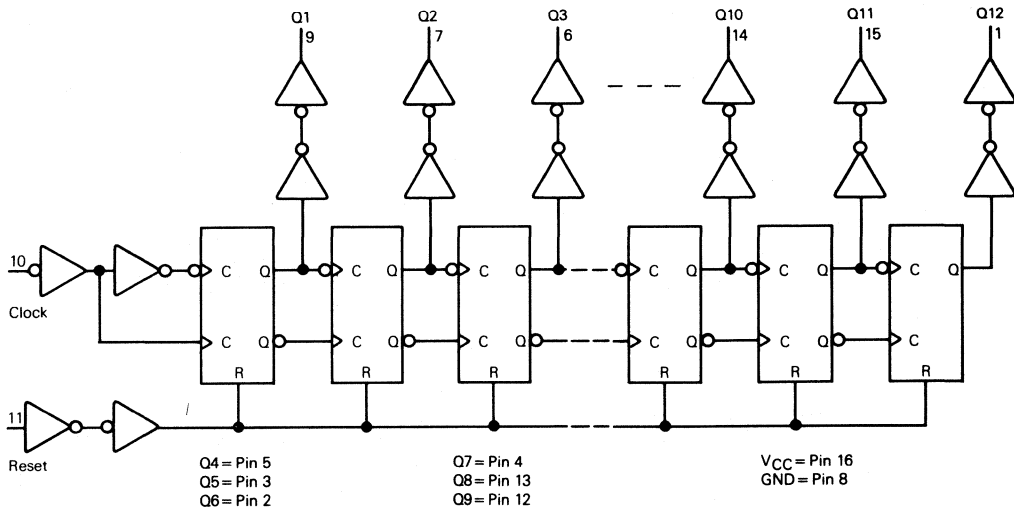 Q1 Q2 Q3 Q10 Q11 Q12
9 7 6 14 15 1
10 C Q C Q C Q C Q C Q C Q
Clock
C Q C Q C Q C Q C Q C Q
R R R R R R
11
Reset
Q4 = Pin 5 Q7 = Pin 4 VCC = Pin 16
Q5 = Pin 3 Q8 = Pin 13 GND = Pin 8
Q6 = Pin 2 Q9 = Pin 12